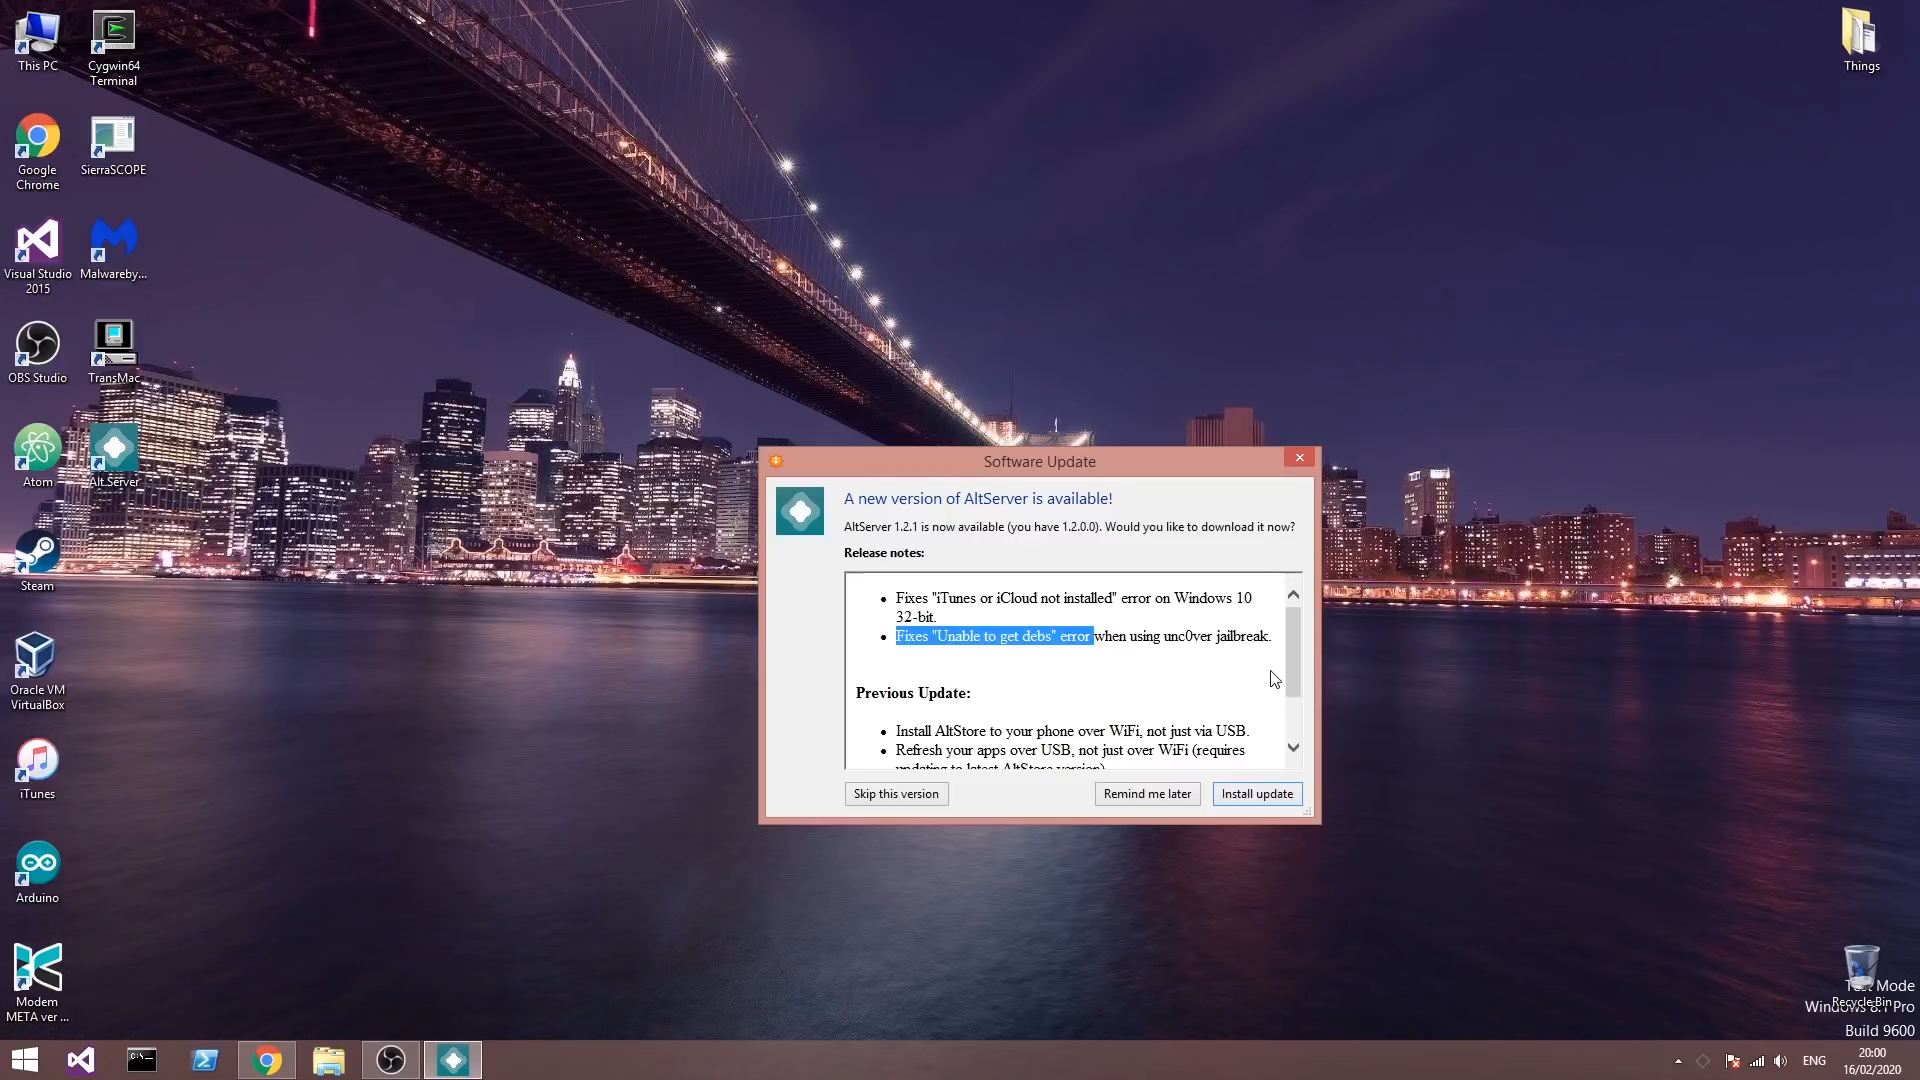 This PC
Cygwin64
Terminal
Things
Google
Chrome
SierraSCOPE
Visual Studio
2015
Malwareby...
OBS Studio
TransMac
Atom
Alt Server
Steam
Oracle VM
VirtualBox
iTunes
Arduino
Modem
META ver ...
Software Update
A new version of AltServer is available!
AltServer 1.2.1 is now available (you have 1.2.0.0). Would you like to download it now?
Release notes:
• Fixes "iTunes or iCloud not installed" error on Windows 10
32-bit.
• Fixes "Unable to get debs" error when using unc0ver jailbreak.
Previous Update:
• Install AltStore to your phone over WiFi, not just via USB.
• Refresh your apps over USB, not just over WiFi (requires
updating to latest AltStore version)
Skip this version
Remind me later
Install update
Test Mode
Recycle Bin
Windows 8.1 Pro
Build 9600
C:\_
ENG
20:00
16/02/2020